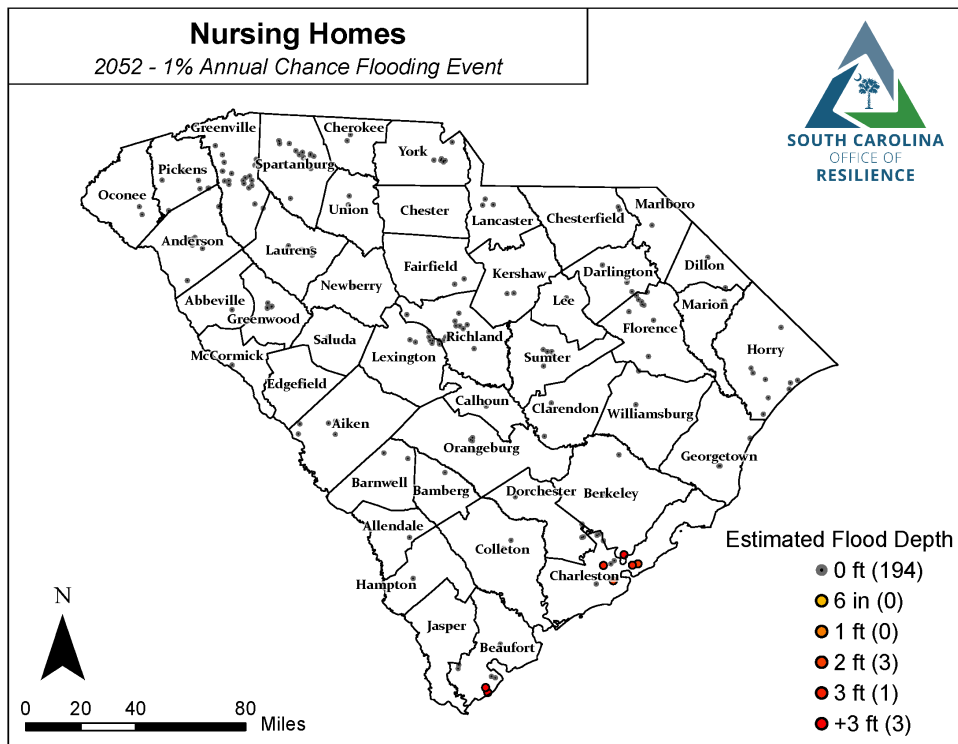 Nursing Homes
2052 - 1% Annual Chance Flooding Event
SOUTH CAROLINA
OFFICE OF
RESILIENCE
Greenville
Cherokee
York
Spartanburg
Pickens
Oconee
Union
Chester
Lancaster
Chesterfield
Marlboro
Anderson
Laurens
Fairfield
Kershaw
Darlington
Dillon
Newberry
Abbeville
Greenwood
Lee
Marion
Florence
Saluda
Richland
Horry
McCormick
Lexington
Sumter
Edgefield
Calhoun
Clarendon
Williamsburg
Aiken
Orangeburg
Georgetown
Barnwell
Bamberg
Dorchester
Berkeley
Allendale
Colleton
Charleston
Hampton
Jasper
Beaufort
Estimated Flood Depth
0 ft (194)
6 in (0)
1 ft (0)
2 ft (3)
3 ft (1)
+3 ft (3)
N
0 20 40 80
Miles